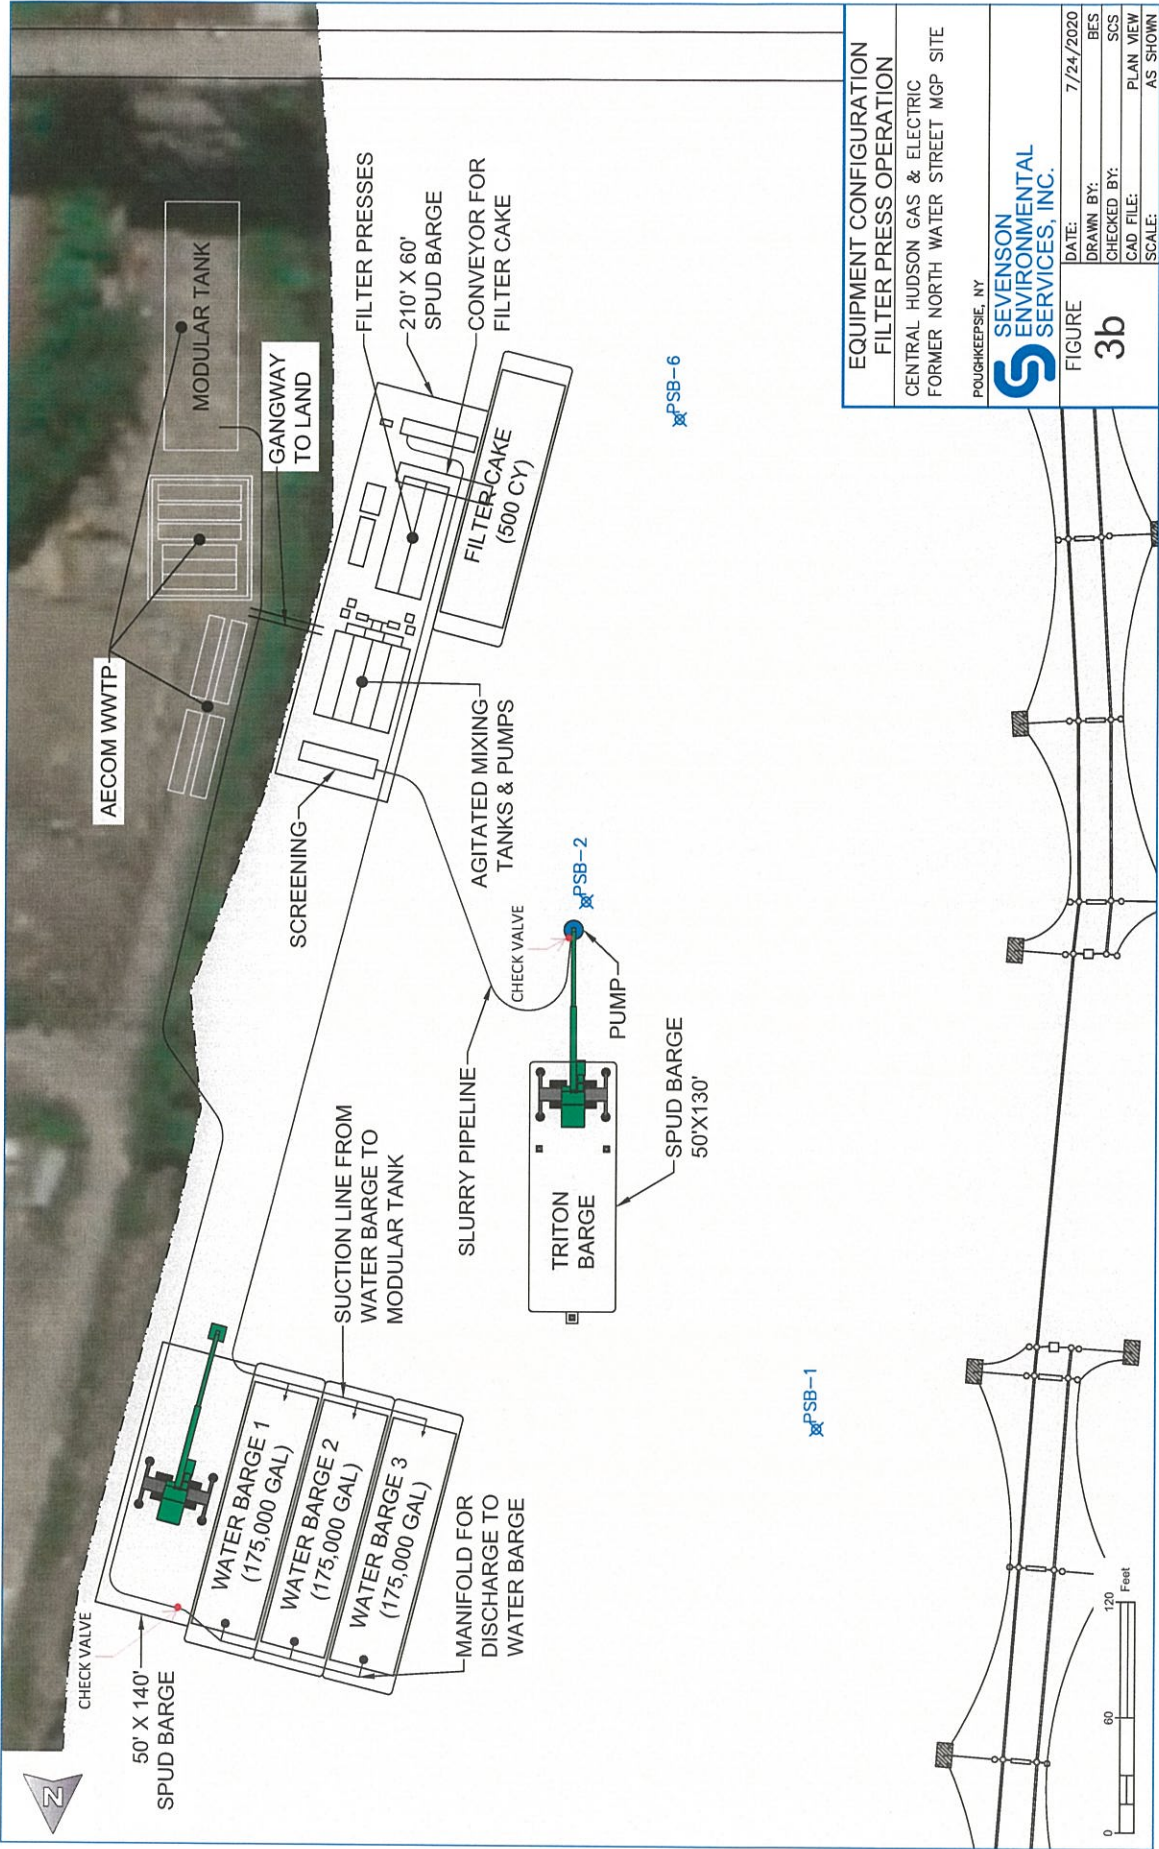 N
CHECK VALVE
50' X 140'
SPUD BARGE
WATER BARGE 1
(175,000 GAL)
WATER BARGE 2
(175,000 GAL)
WATER BARGE 3
(175,000 GAL)
MANIFOLD FOR
DISCHARGE TO
WATER BARGE
SUCTION LINE FROM
WATER BARGE TO
MODULAR TANK
AECOM WWTP
MODULAR TANK
GANGWAY
TO LAND
SCREENING
AGITATED MIXING
TANKS & PUMPS
FILTER PRESSES
210' X 60'
SPUD BARGE
CONVEYOR FOR
FILTER CAKE
FILTER CAKE
(500 CY)
SLURRY PIPELINE
CHECK VALVE
PUMP
TRITON
BARGE
SPUD BARGE
50'X130'
PSB-1
PSB-2
PSB-6
0 60 120
Feet
EQUIPMENT CONFIGURATION
FILTER PRESS OPERATION
CENTRAL HUDSON GAS & ELECTRIC
FORMER NORTH WATER STREET MGP SITE
POUGHKEEPSIE, NY
SEVENSON
ENVIRONMENTAL
SERVICES, INC.
FIGURE
3b
DATE: 7/24/2020
DRAWN BY: BES
CHECKED BY: SCS
CAD FILE: PLAN VIEW
SCALE: AS SHOWN